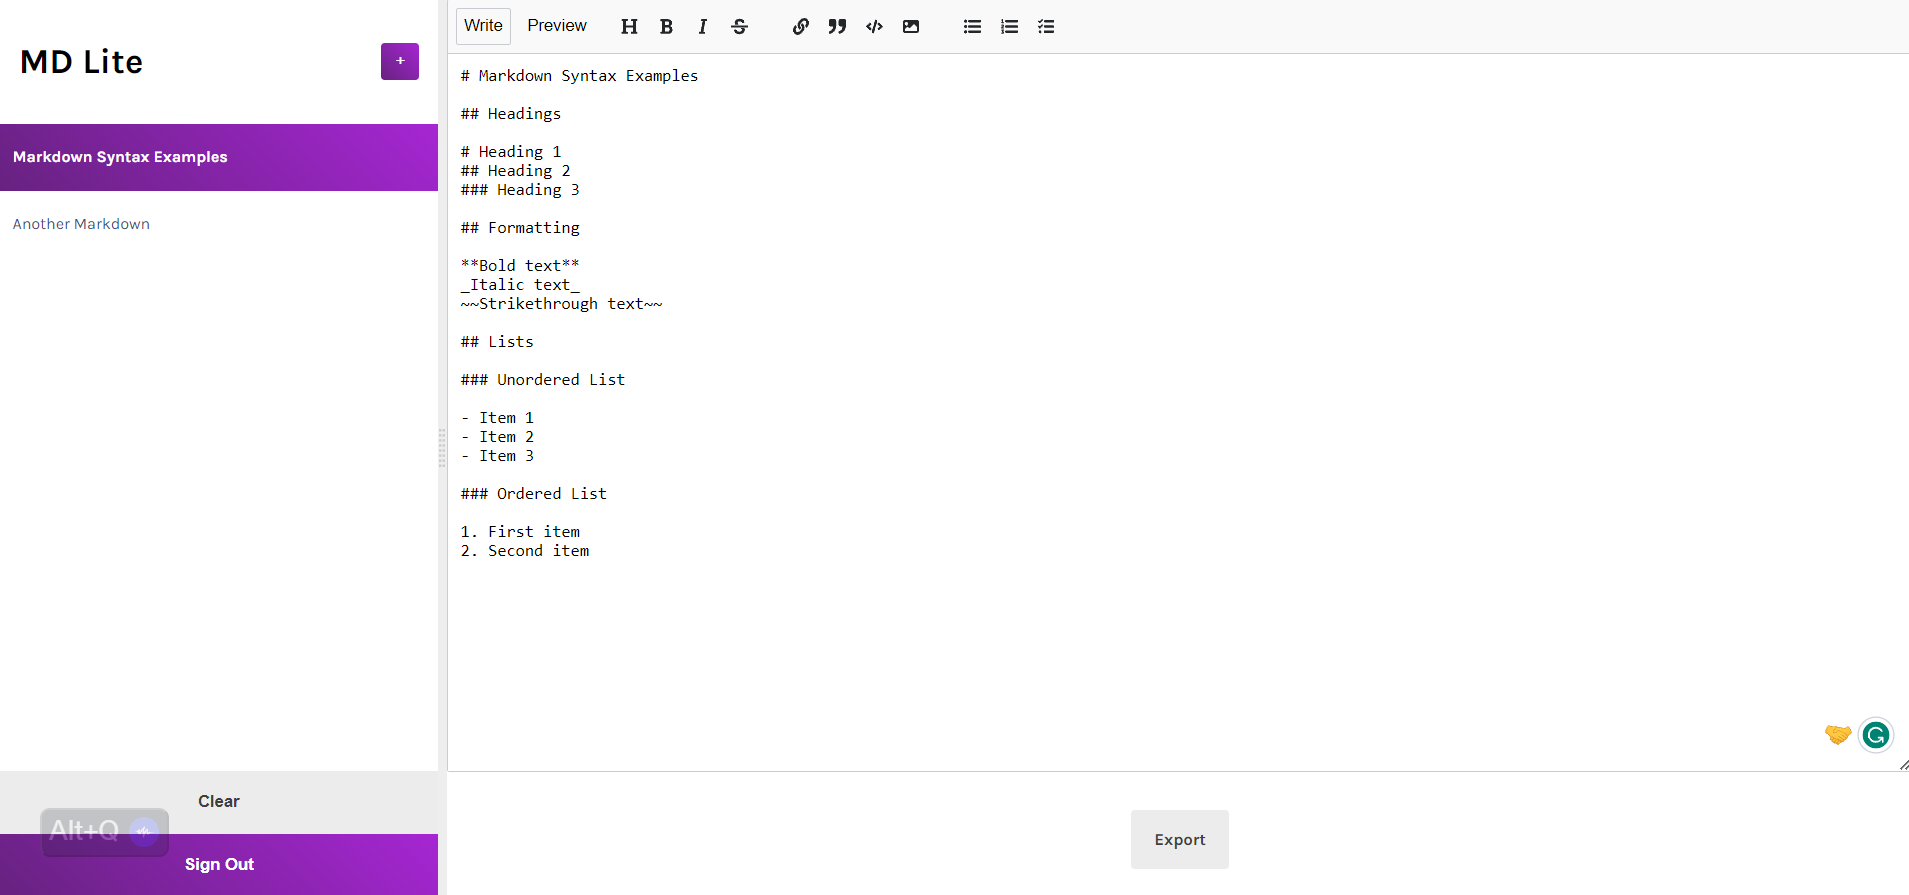 MD Lite
+
Markdown Syntax Examples
Another Markdown
Clear
Alt+Q
Sign Out
Write Preview H B I S
# Markdown Syntax Examples
## Headings
# Heading 1
## Heading 2
### Heading 3
## Formatting
**Bold text**
_Italic text_
~~Strikethrough text~~
## Lists
### Unordered List
- Item 1
- Item 2
- Item 3
### Ordered List
1. First item
2. Second item
Export